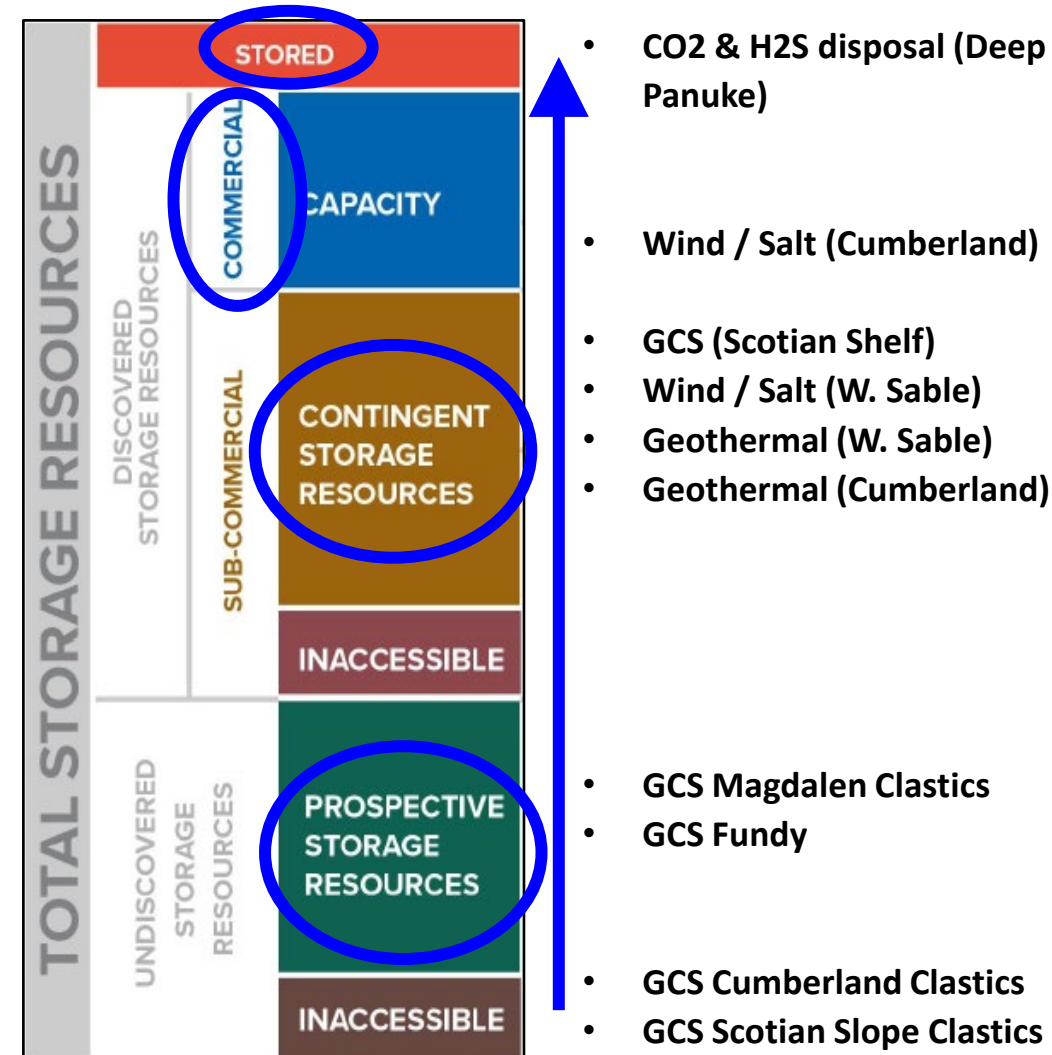 TOTAL STORAGE RESOURCES
DISCOVERED
STORAGE RESOURCES
UNDISCOVERED
STORAGE
RESOURCES
COMMERCIAL
SUB-COMMERCIAL
STORED
CAPACITY
CONTINGENT
STORAGE
RESOURCES
INACCESSIBLE
PROSPECTIVE
STORAGE
RESOURCES
INACCESSIBLE
• CO2 & H2S disposal (Deep
Panuke)
• Wind / Salt (Cumberland)
• GCS (Scotian Shelf)
• Wind / Salt (W. Sable)
• Geothermal (W. Sable)
• Geothermal (Cumberland)
• GCS Magdalen Clastics
• GCS Fundy
• GCS Cumberland Clastics
• GCS Scotian Slope Clastics